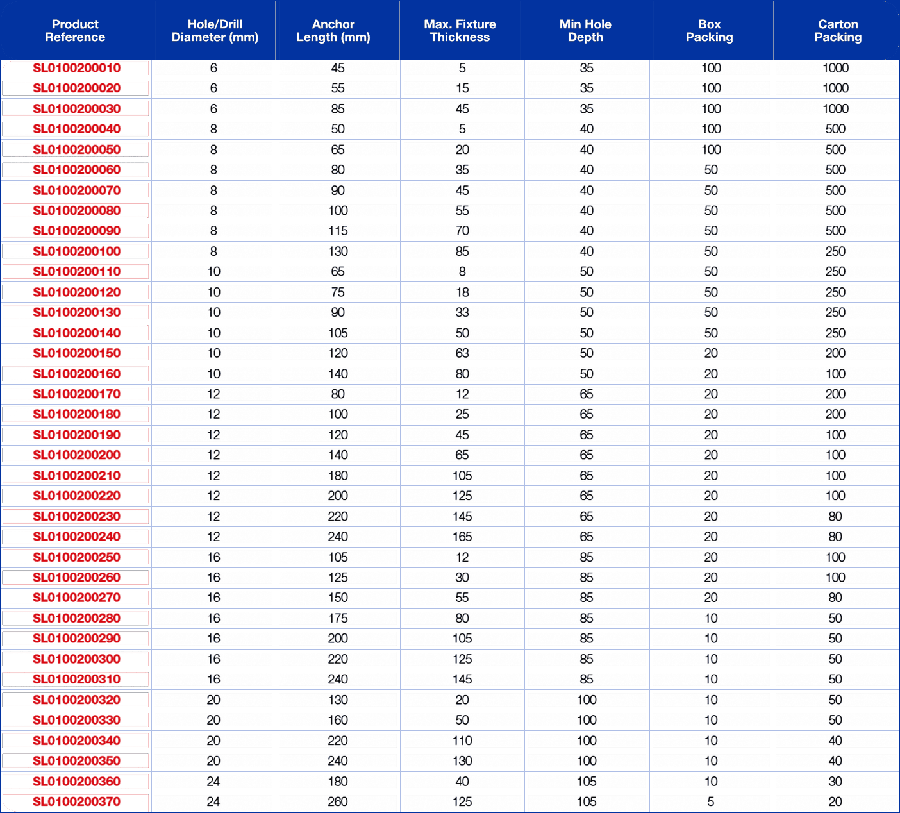 Product Reference Hole/Drill Diameter (mm) Anchor Length (mm) Max. Fixture Thickness Min Hole Depth Box Packing Carton Packing
SL0100200010 6 45 5 35 100 1000
SL0100200020 6 55 15 35 100 1000
SL0100200030 6 85 45 35 100 1000
SL0100200040 8 50 5 40 100 500
SL0100200050 8 65 20 40 100 500
SL0100200060 8 80 35 40 50 500
SL0100200070 8 90 45 40 50 500
SL0100200080 8 100 55 40 50 500
SL0100200090 8 115 70 40 50 500
SL0100200100 8 130 85 40 50 250
SL0100200110 10 65 8 50 50 250
SL0100200120 10 75 18 50 50 250
SL0100200130 10 90 33 50 50 250
SL0100200140 10 105 50 50 50 250
SL0100200150 10 120 63 50 20 200
SL0100200160 10 140 80 50 20 100
SL0100200170 12 80 12 65 20 200
SL0100200180 12 100 25 65 20 200
SL0100200190 12 120 45 65 20 100
SL0100200200 12 140 65 65 20 100
SL0100200210 12 180 105 65 20 100
SL0100200220 12 200 125 65 20 100
SL0100200230 12 220 145 65 20 80
SL0100200240 12 240 165 65 20 80
SL0100200250 16 105 12 85 20 100
SL0100200260 16 125 30 85 20 100
SL0100200270 16 150 55 85 20 80
SL0100200280 16 175 80 85 10 50
SL0100200290 16 200 105 85 10 50
SL0100200300 16 220 125 85 10 50
SL0100200310 16 240 145 85 10 50
SL0100200320 20 130 20 100 10 50
SL0100200330 20 160 50 100 10 50
SL0100200340 20 220 110 100 10 40
SL0100200350 20 240 130 100 10 40
SL0100200360 24 180 40 105 10 30
SL0100200370 24 260 125 105 5 20